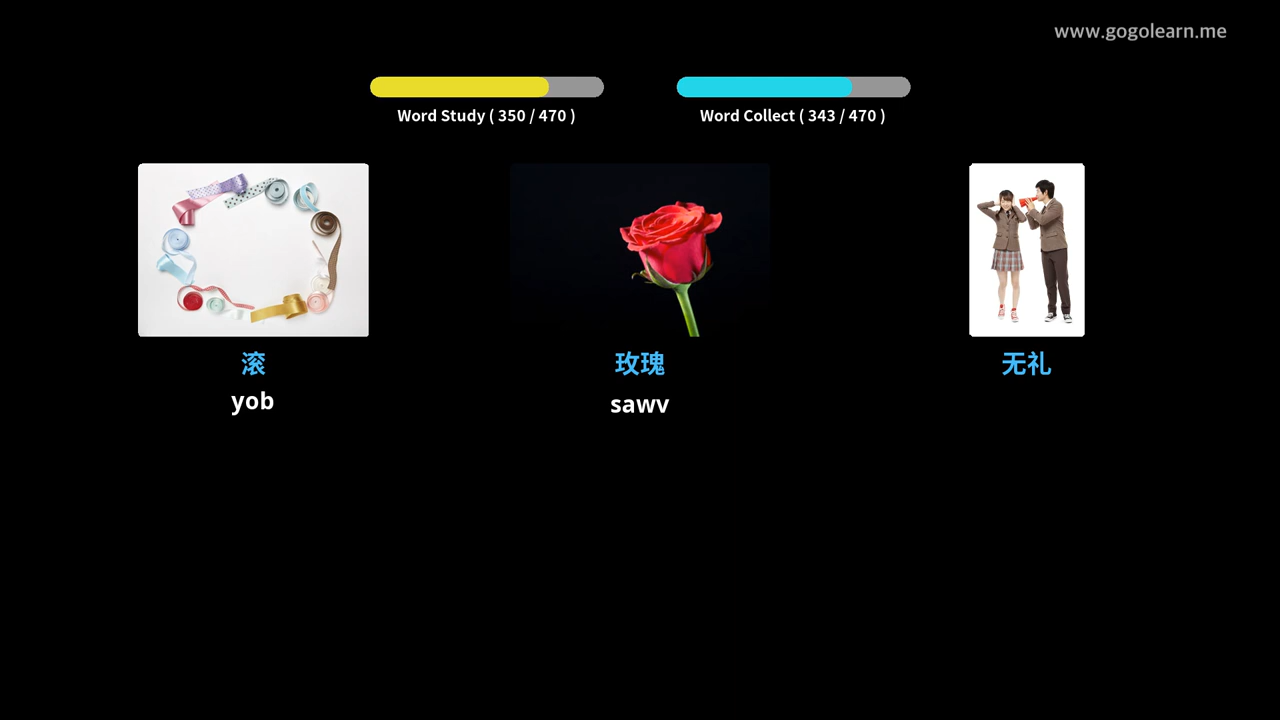 www.gogolearn.me
Word Study ( 350 / 470 )
Word Collect ( 343 / 470 )
滚
玫瑰
无礼
yob
sawv